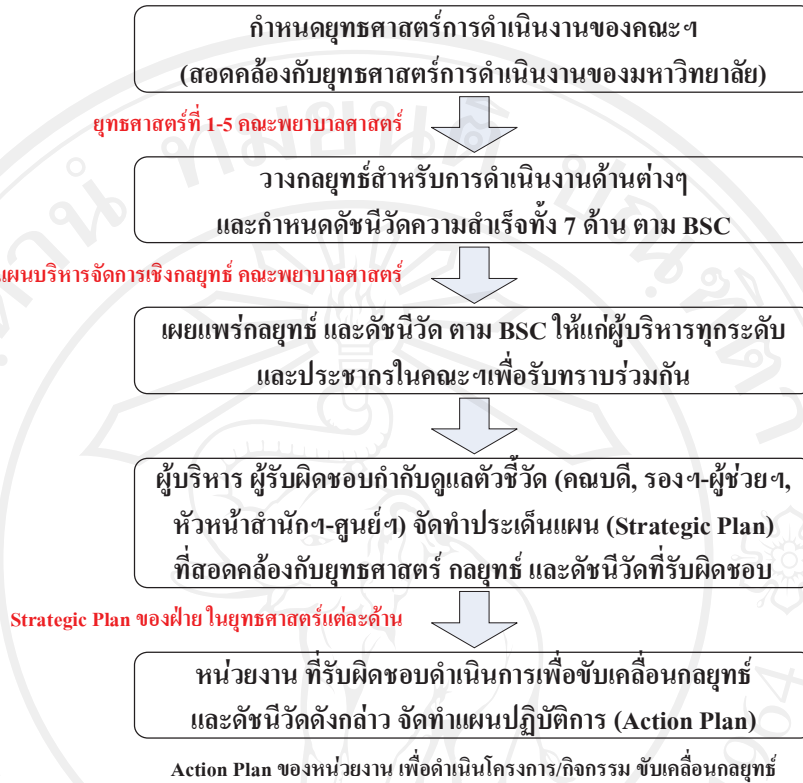 กำหนดยุทธศาสตร์การดำเนินงานของคณะฯ
(สอดคล้องกับยุทธศาสตร์การดำเนินงานของมหาวิทยาลัย)
ยุทธศาสตร์ที่ 1-5 คณะพยาบาลศาสตร์
วางกลยุทธ์สำหรับการดำเนินงานด้านต่างๆ
และกำหนดดัชนีวัดความสำเร็จทั้ง 7 ด้าน ตาม BSC
แผนบริหารจัดการเชิงกลยุทธ์ คณะพยาบาลศาสตร์
เผยแพร่กลยุทธ์ และดัชนีวัด ตาม BSC ให้แก่ผู้บริหารทุกระดับ
และประชากรในคณะฯเพื่อรับทราบร่วมกัน
ผู้บริหาร ผู้รับผิดชอบกำกับดูแลตัวชี้วัด (คณบดี, รองฯ-ผู้ช่วยฯ,
หัวหน้าสำนักฯ-ศูนย์ฯ) จัดทำประเด็นแผน (Strategic Plan)
ที่สอดคล้องกับยุทธศาสตร์ กลยุทธ์ และดัชนีวัดที่รับผิดชอบ
Strategic Plan ของฝ่าย ในยุทธศาสตร์แต่ละด้าน
หน่วยงาน ที่รับผิดชอบดำเนินการเพื่อขับเคลื่อนกลยุทธ์
และดัชนีวัดดังกล่าว จัดทำแผนปฏิบัติการ (Action Plan)
Action Plan ของหน่วยงาน เพื่อดำเนินโครงการ/กิจกรรม ขับเคลื่อนกลยุทธ์